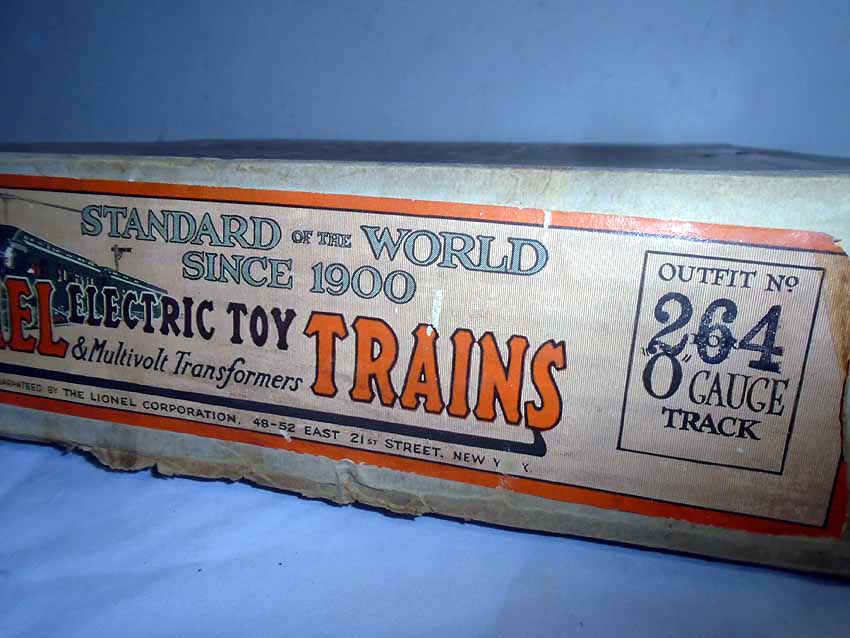 STANDARD OF THE WORLD
SINCE 1900
EL ELECTRIC TOY TRAINS
& Multivolt Transformers
BY THE LIONEL CORPORATION, 48-52 EAST 21ST STREET, NEW
OUTFIT No
264
"O" GAUGE
TRACK